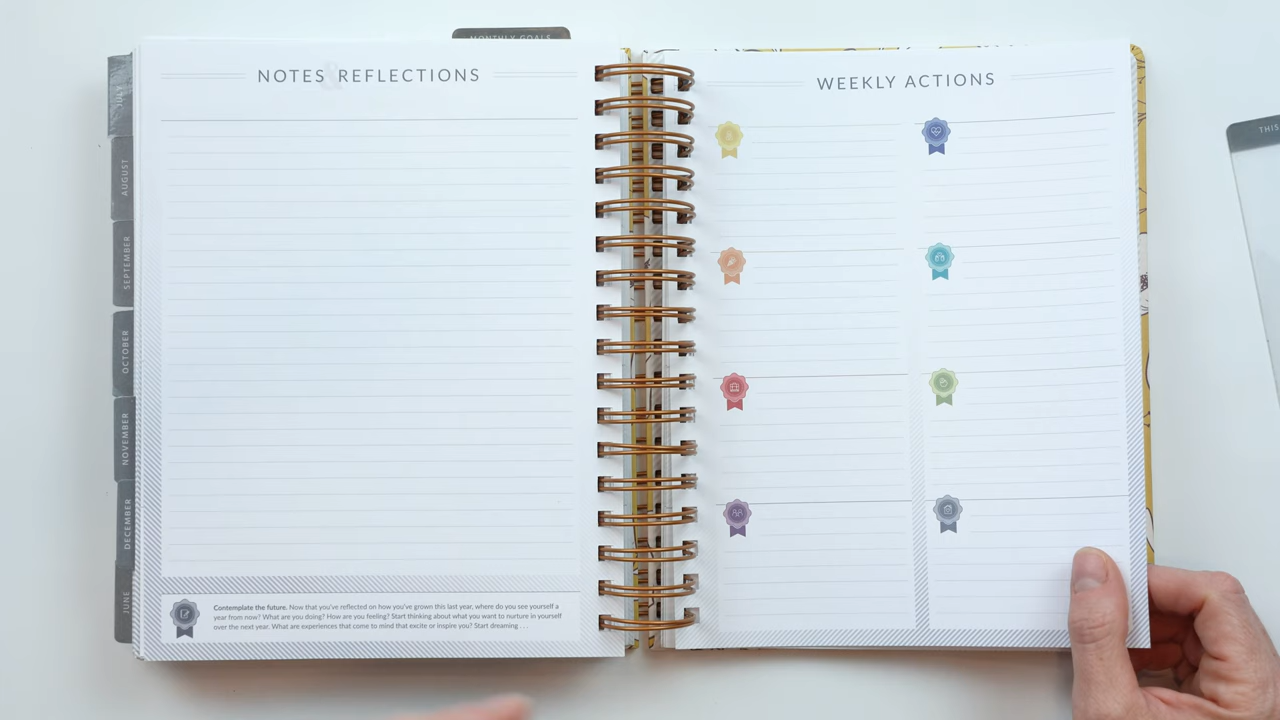 MONTHLY GOALS
NOTES & REFLECTIONS
WEEKLY ACTIONS
THIS
JULY
AUGUST
SEPTEMBER
OCTOBER
NOVEMBER
DECEMBER
JUNE
Contemplate the future. Now that you've reflected on how you've grown this last year, where do you see yourself a
year from now? What are you doing? How are you feeling? Start thinking about what you want to nurture in yourself
over the next year. What are experiences that come to mind that excite or inspire you? Start dreaming . . .